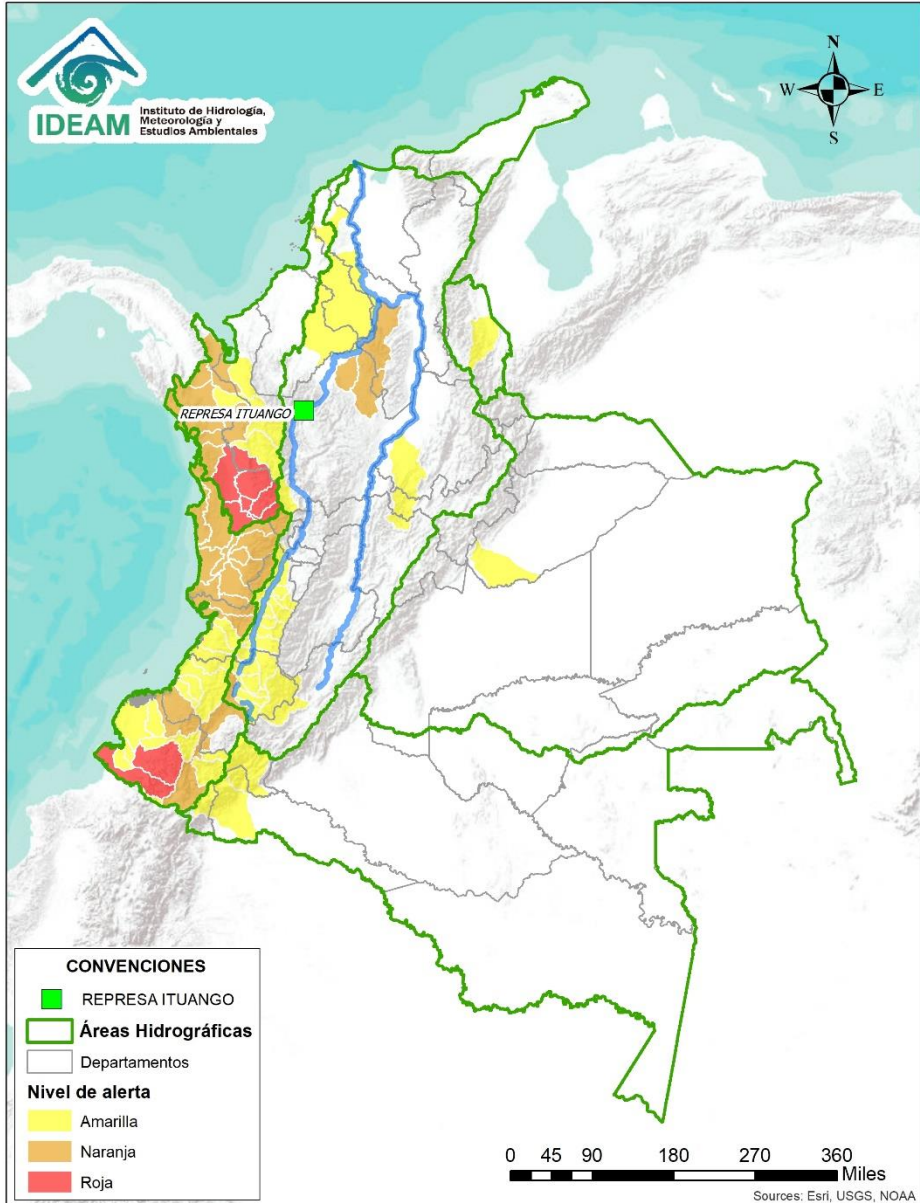 IDEAM
Instituto de Hidrología,
Meteorología y
Estudios Ambientales
N
W
E
S
REPRESA ITUANGO
CONVENCIONES
REPRESA ITUANGO
Áreas Hidrográficas
Departamentos
Nivel de alerta
Amarilla
Naranja
Roja
0 45 90 180 270 360
Miles
Sources: Esri, USGS, NOAA